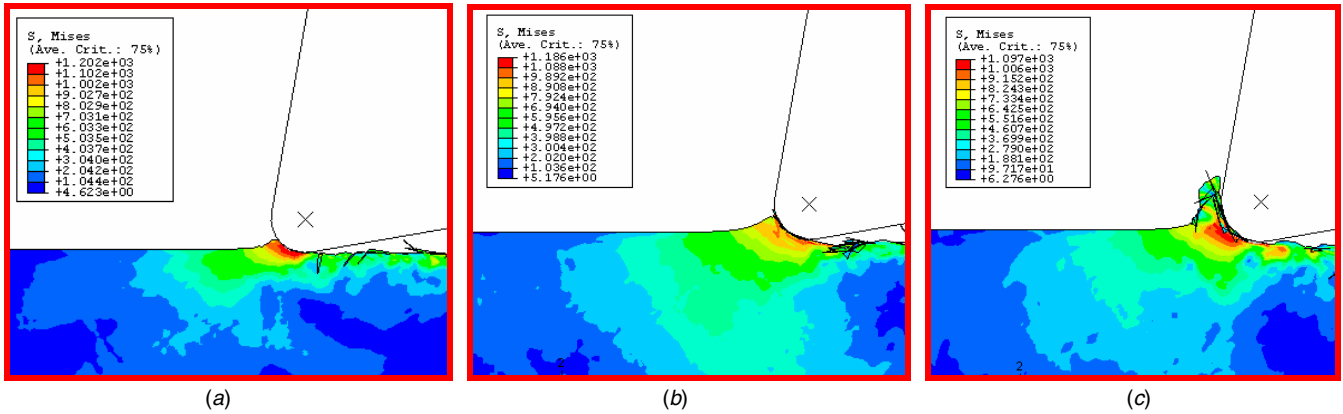 S, Mises
(Ave. Crit.: 75%)
+1.202e+03
+1.102e+03
+1.002e+03
+9.027e+02
+8.029e+02
+7.031e+02
+6.033e+02
+5.035e+02
+4.037e+02
+3.040e+02
+2.042e+02
+1.044e+02
+4.623e+00
(a)
S, Mises
(Ave. Crit.: 75%)
+1.186e+03
+1.088e+03
+9.892e+02
+8.908e+02
+7.924e+02
+6.940e+02
+5.956e+02
+4.972e+02
+3.988e+02
+3.004e+02
+2.020e+02
+1.036e+02
+5.176e+00
2
(b)
S, Mises
(Ave. Crit.: 75%)
+1.097e+03
+1.006e+03
+9.152e+02
+8.243e+02
+7.334e+02
+6.425e+02
+5.516e+02
+4.607e+02
+3.699e+02
+2.790e+02
+1.881e+02
+9.717e+01
+6.276e+00
2
(c)